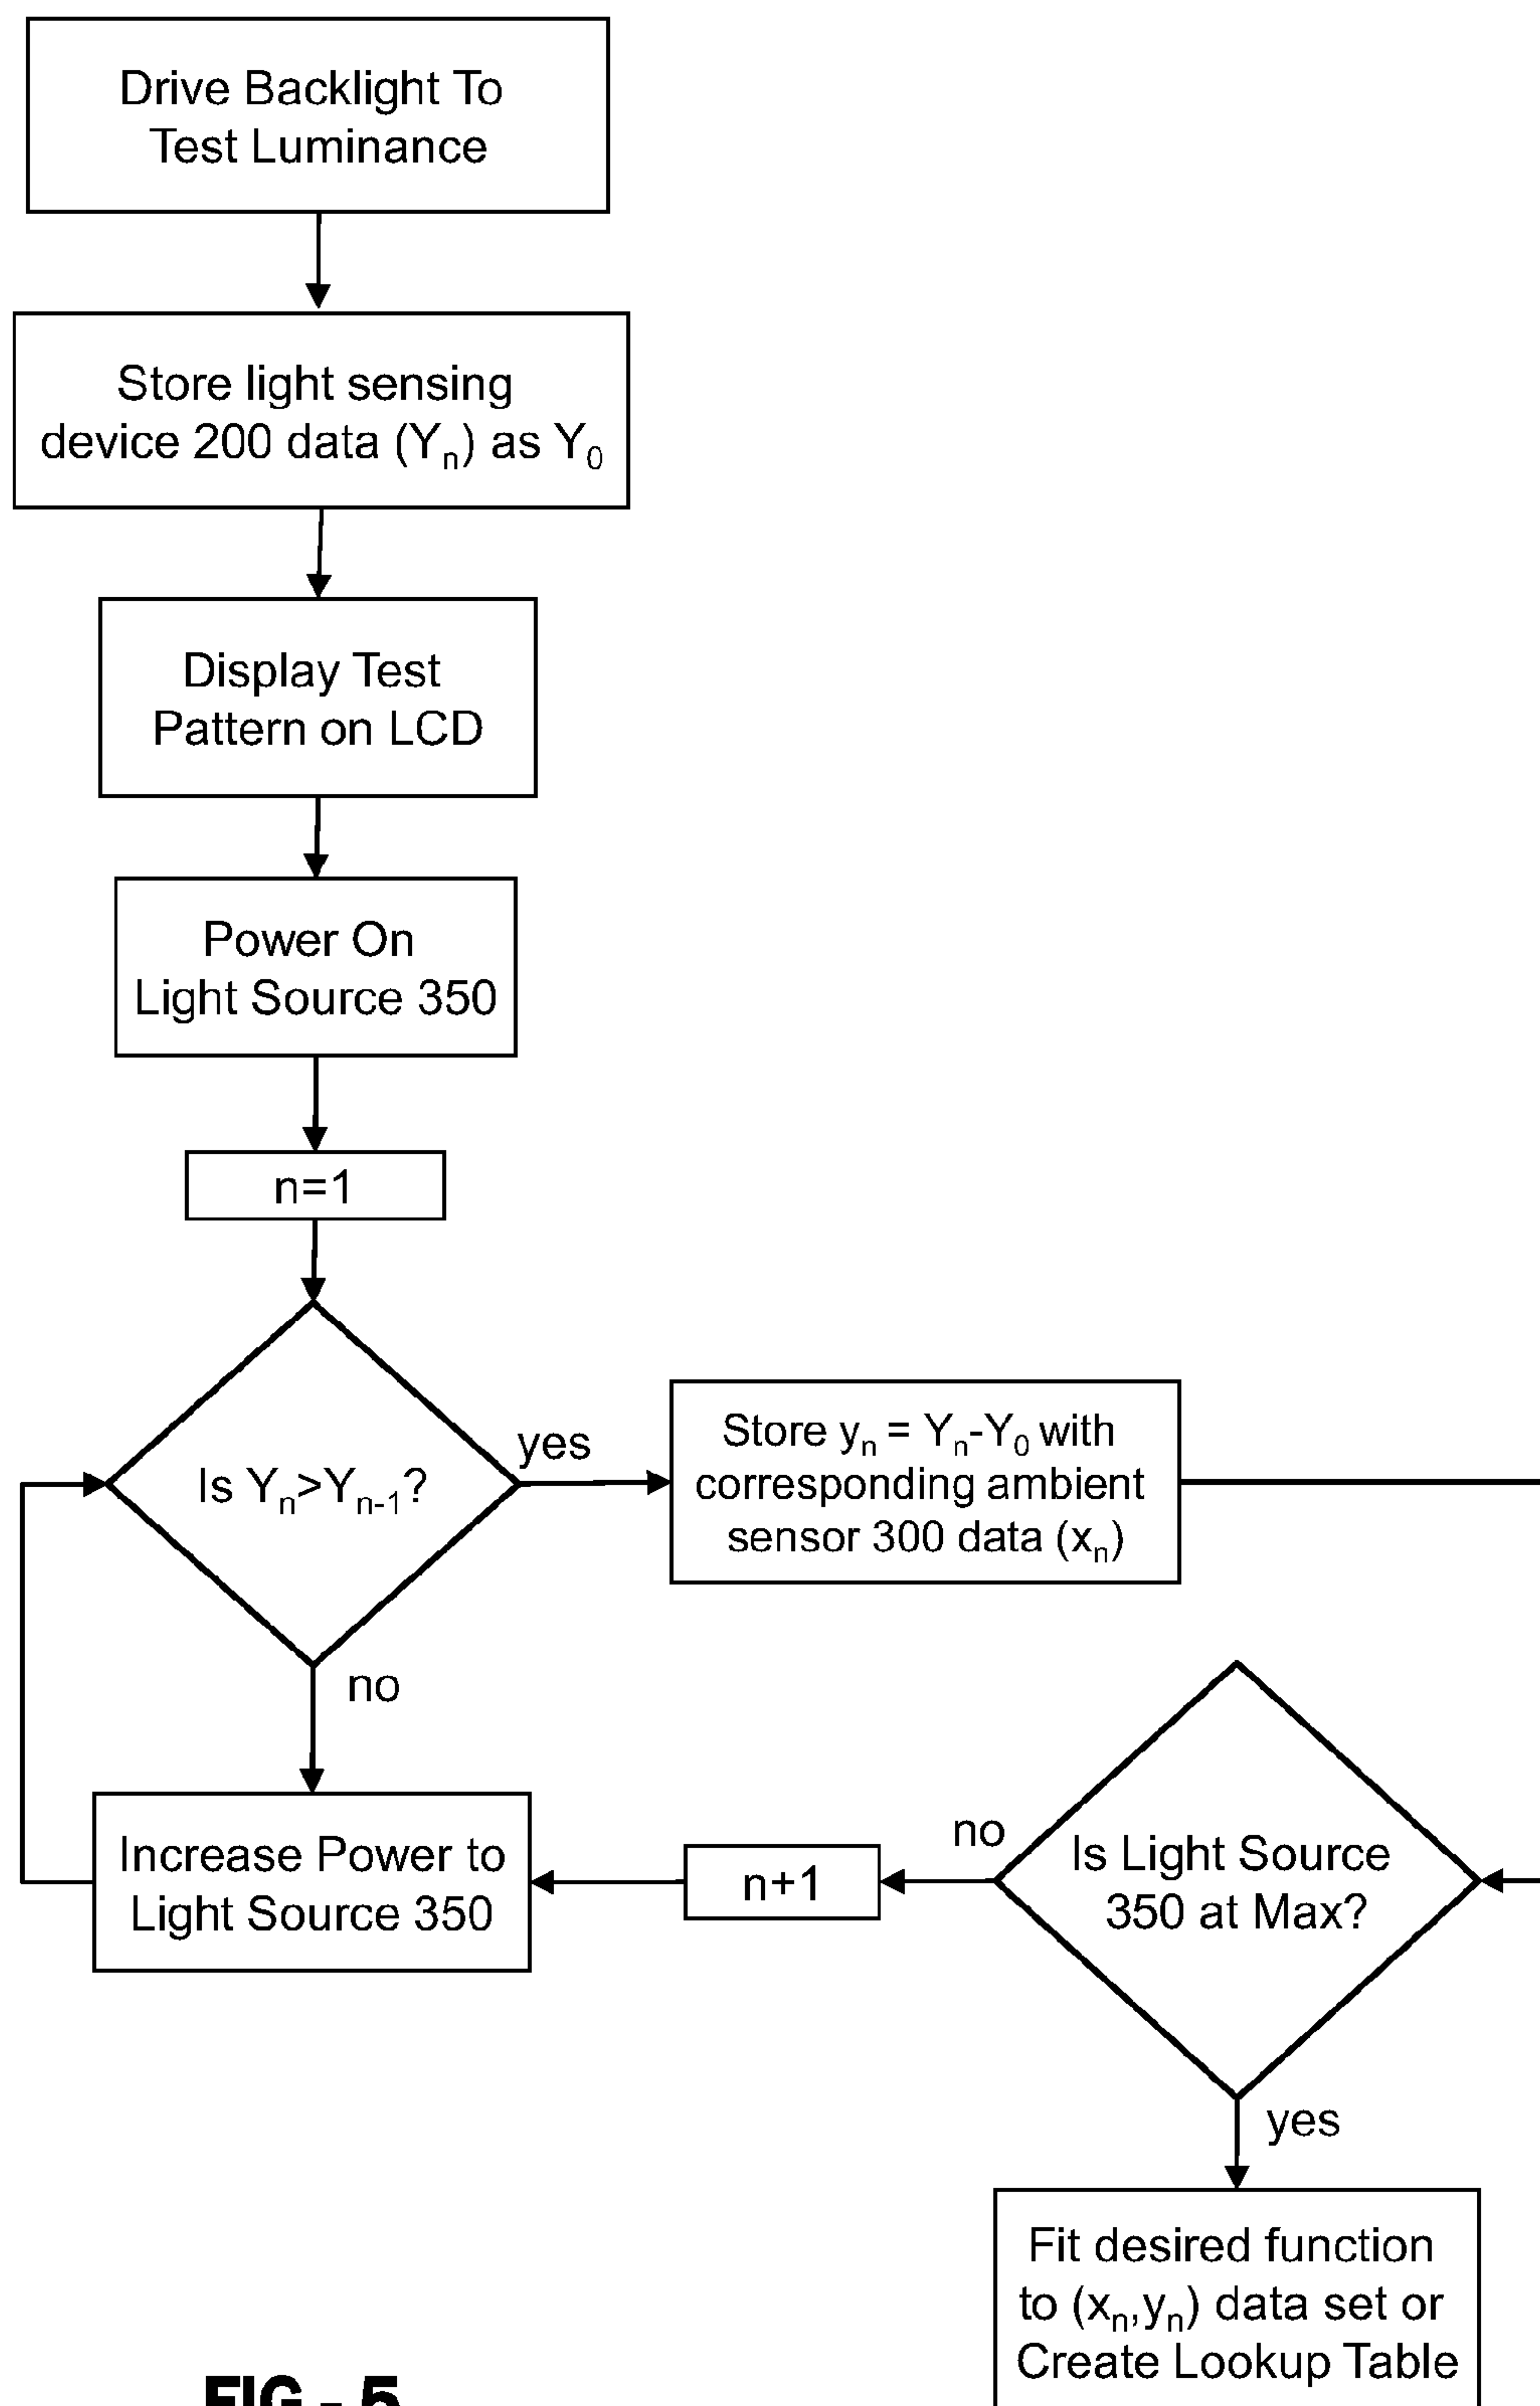 Drive Backlight To
Test Luminance
Store light sensing
device 200 data (Yn) as Y0
Display Test
Pattern on LCD
Power On
Light Source 350
n=1
Is Yn>Yn-1?
yes
Store yn = Yn-Y0 with
corresponding ambient
sensor 300 data (xn)
no
Increase Power to
Light Source 350
n+1
no
Is Light Source
350 at Max?
yes
Fit desired function
to (xn,yn) data set or
Create Lookup Table
FIG - 5